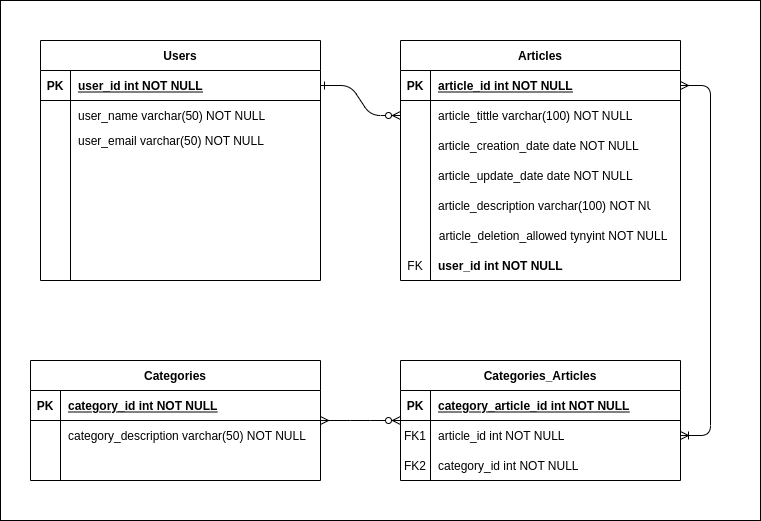 Users
PK user_id int NOT NULL
user_name varchar(50) NOT NULL
user_email varchar(50) NOT NULL
Articles
PK article_id int NOT NULL
article_tittle varchar(100) NOT NULL
article_creation_date date NOT NULL
article_update_date date NOT NULL
article_description varchar(100) NOT NU
article_deletion_allowed tynyint NOT NULL
FK user_id int NOT NULL
Categories
PK category_id int NOT NULL
category_description varchar(50) NOT NULL
Categories_Articles
PK category_article_id int NOT NULL
FK1 article_id int NOT NULL
FK2 category_id int NOT NULL